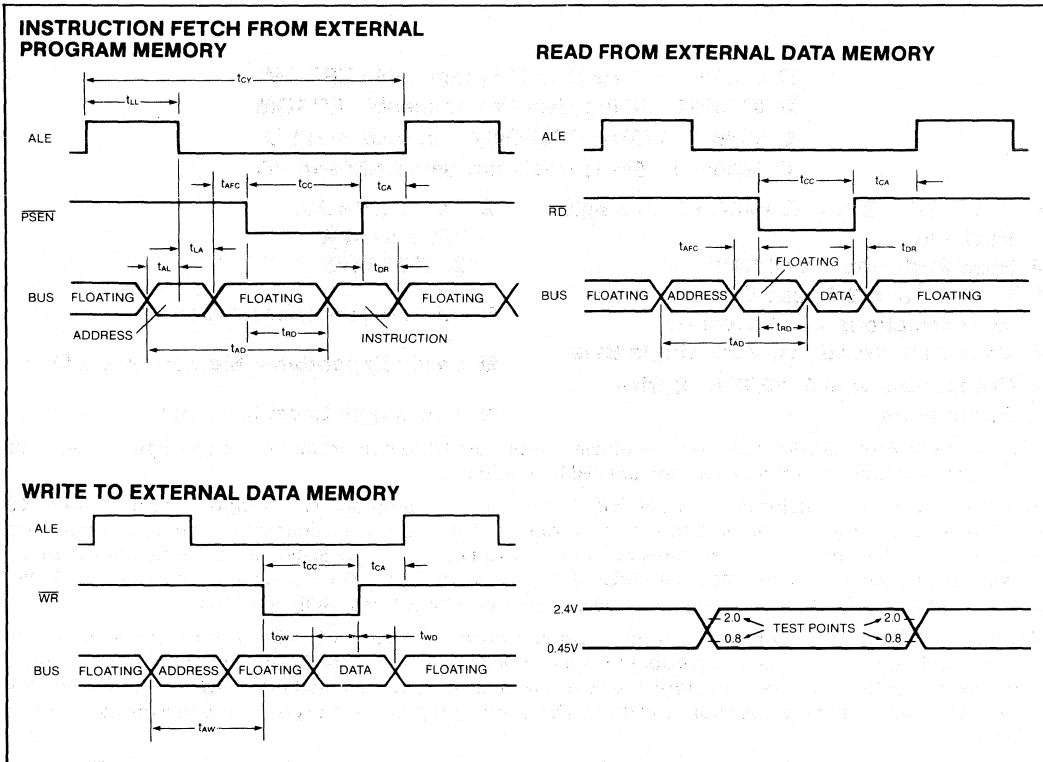 INSTRUCTION FETCH FROM EXTERNAL
PROGRAM MEMORY
tCY
tLL
ALE
tAFC
tCC
tCA
PSEN
tLA
tAL
tDR
BUS
FLOATING
FLOATING
FLOATING
ADDRESS
tRD
INSTRUCTION
tAD
READ FROM EXTERNAL DATA MEMORY
ALE
tCC
tCA
RD
tAFC
FLOATING
tDR
BUS
FLOATING
ADDRESS
DATA
FLOATING
tRD
tAD
WRITE TO EXTERNAL DATA MEMORY
ALE
tCC
tCA
WR
tDW
tWD
BUS
FLOATING
ADDRESS
FLOATING
DATA
FLOATING
tAW
2.4V
2.0
TEST POINTS
2.0
0.8
0.8
0.45V